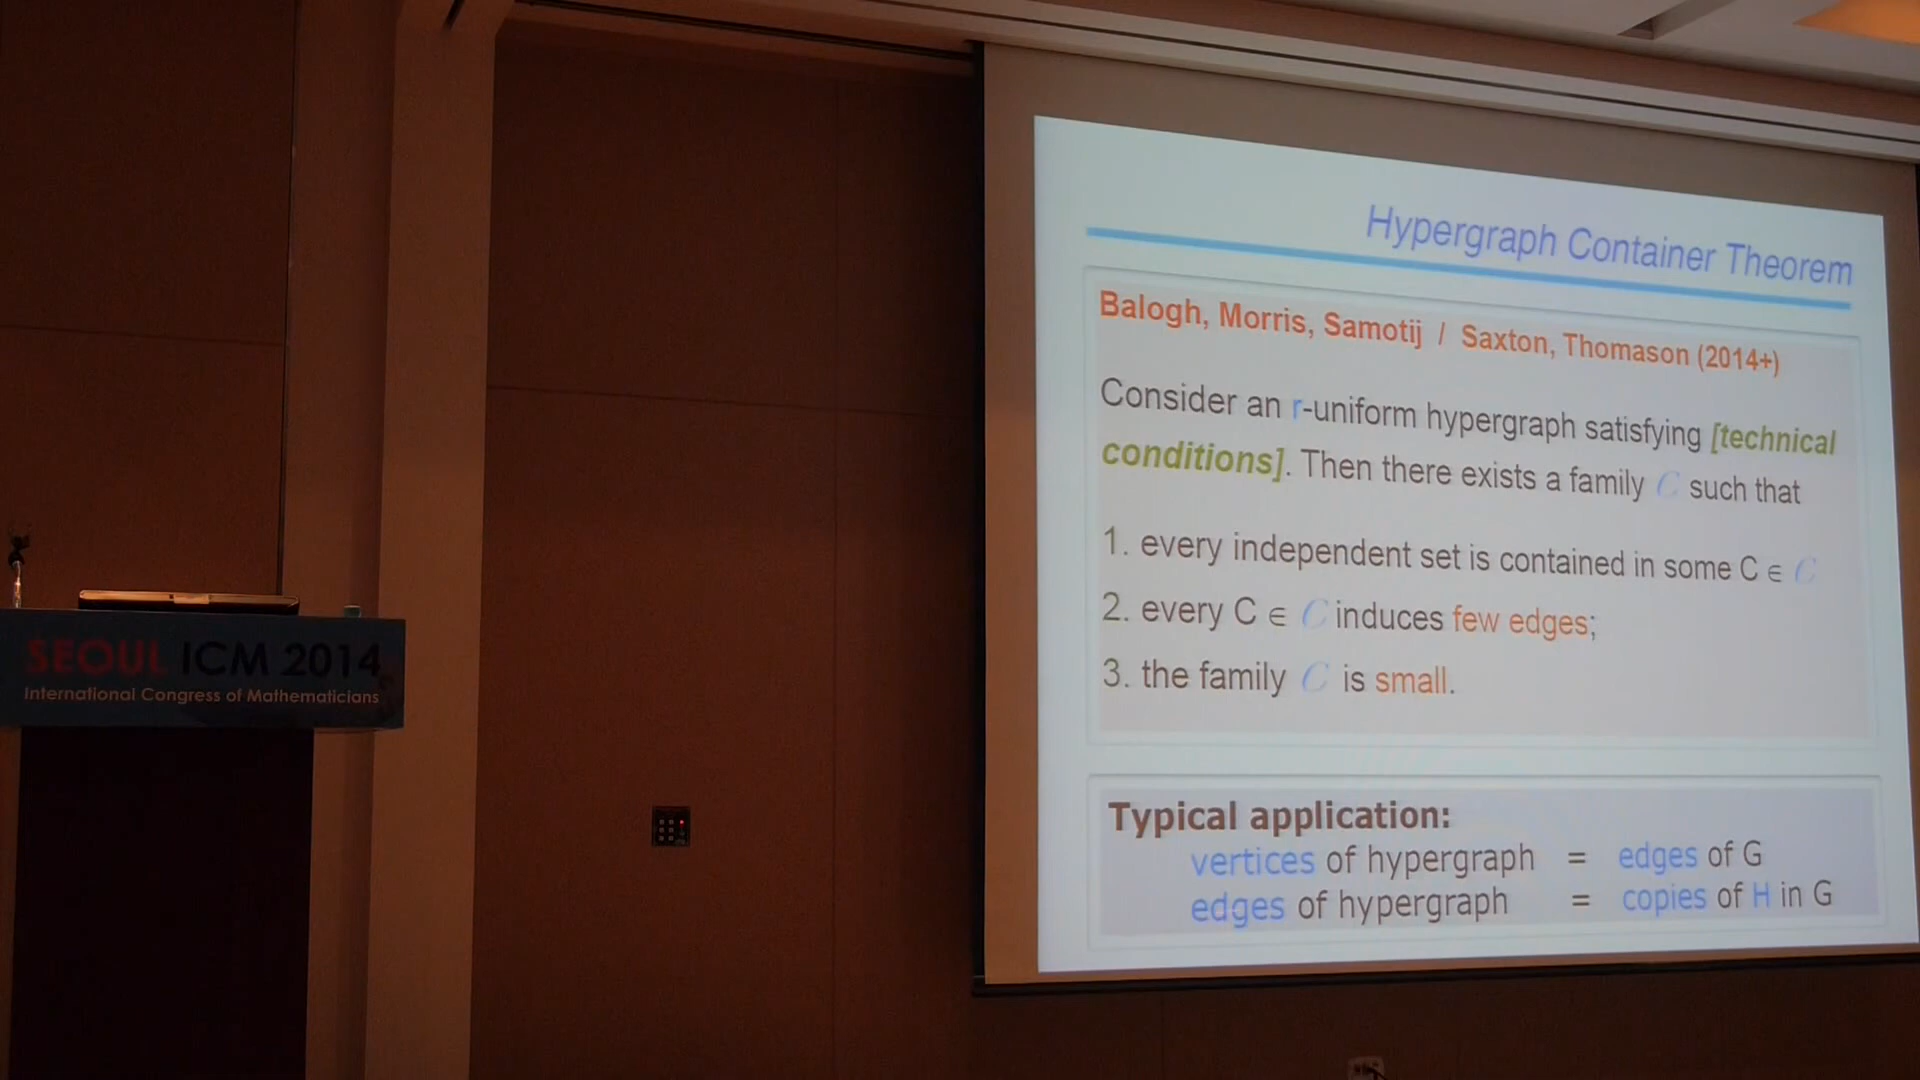 SEOUL ICM 2014
International Congress of Mathematicians
Hypergraph Container Theorem
Balogh, Morris, Samotij / Saxton, Thomason (2014+)
Consider an r-uniform hypergraph satisfying [technical
conditions]. Then there exists a family C such that
1. every independent set is contained in some C ∈ C
2. every C ∈ C induces few edges;
3. the family C is small.
Typical application:
vertices of hypergraph = edges of G
edges of hypergraph = copies of H in G